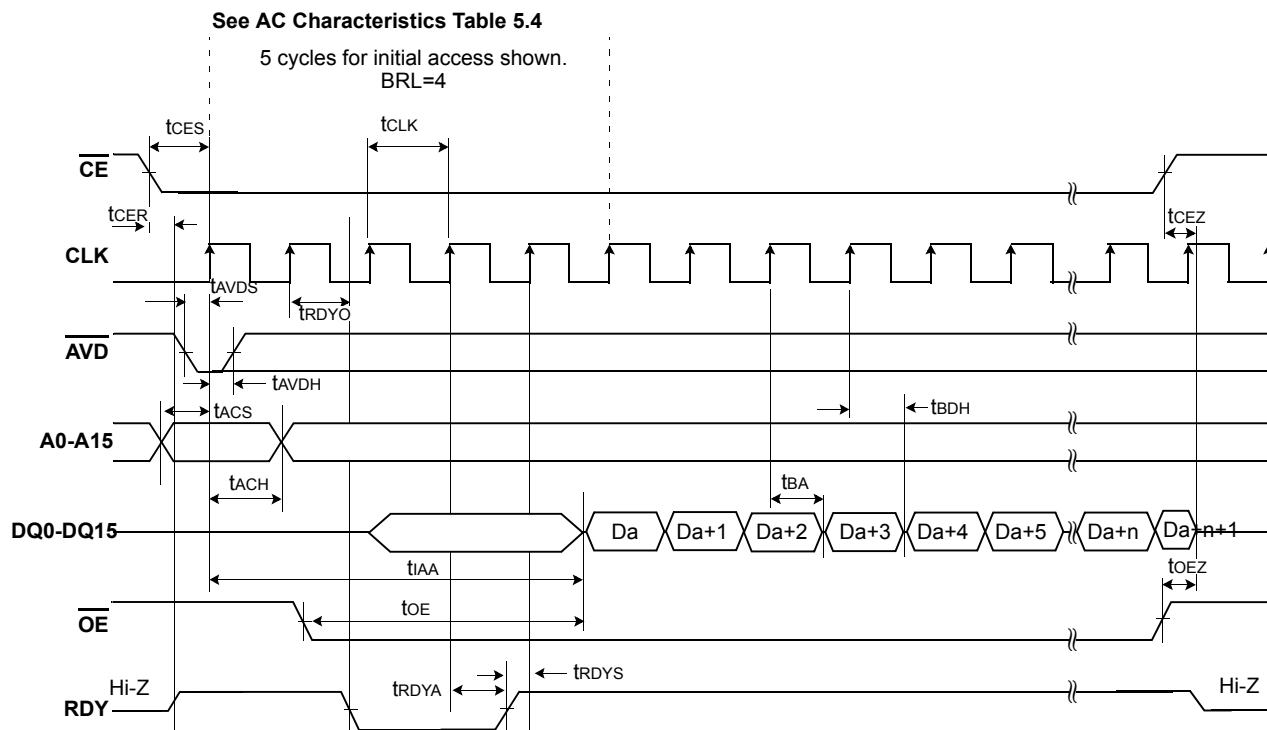 See AC Characteristics Table 5.4
5 cycles for initial access shown.
BRL=4
tCES
tCLK
CE
tCER
tCEZ
CLK
tAVDS
tRDYO
AVD
tAVDH
tACS
tBDH
A0-A15
tACH
tBA
DQ0-DQ15
Da
Da+1
Da+2
Da+3
Da+4
Da+5
Da+n
Da+n+1
tIAA
tOEZ
tOE
OE
tRDYS
tRDYA
Hi-Z
Hi-Z
RDY